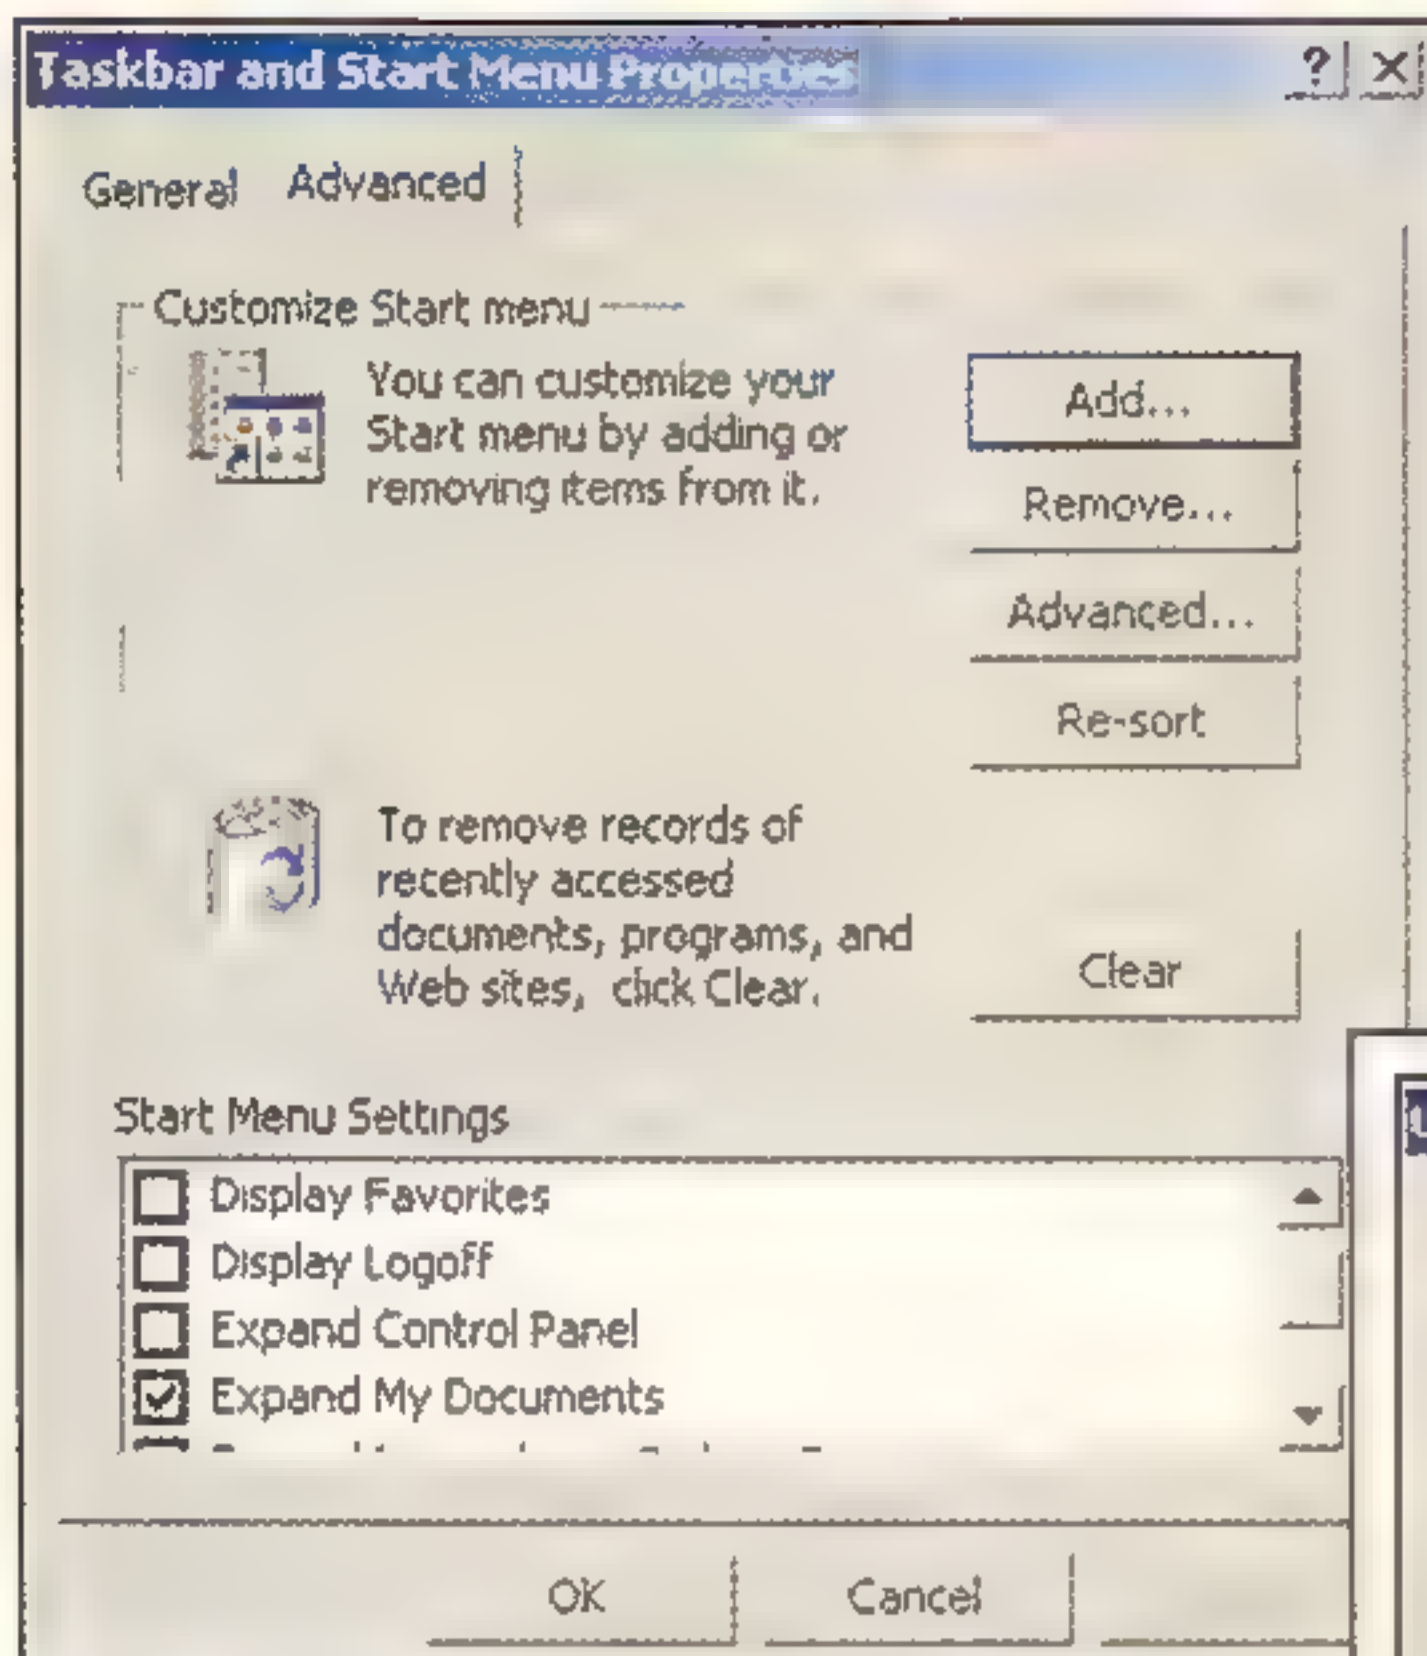 Taskbar and Start Menu Properties
General Advanced
Customize Start menu
You can customize your
Start menu by adding or
removing items from it.
Add...
Remove...
Advanced...
Re-sort
To remove records of
recently accessed
documents, programs, and
Web sites, click Clear.
Clear
Start Menu Settings
Display Favorites
Display Logoff
Expand Control Panel
Expand My Documents
OK Cancel